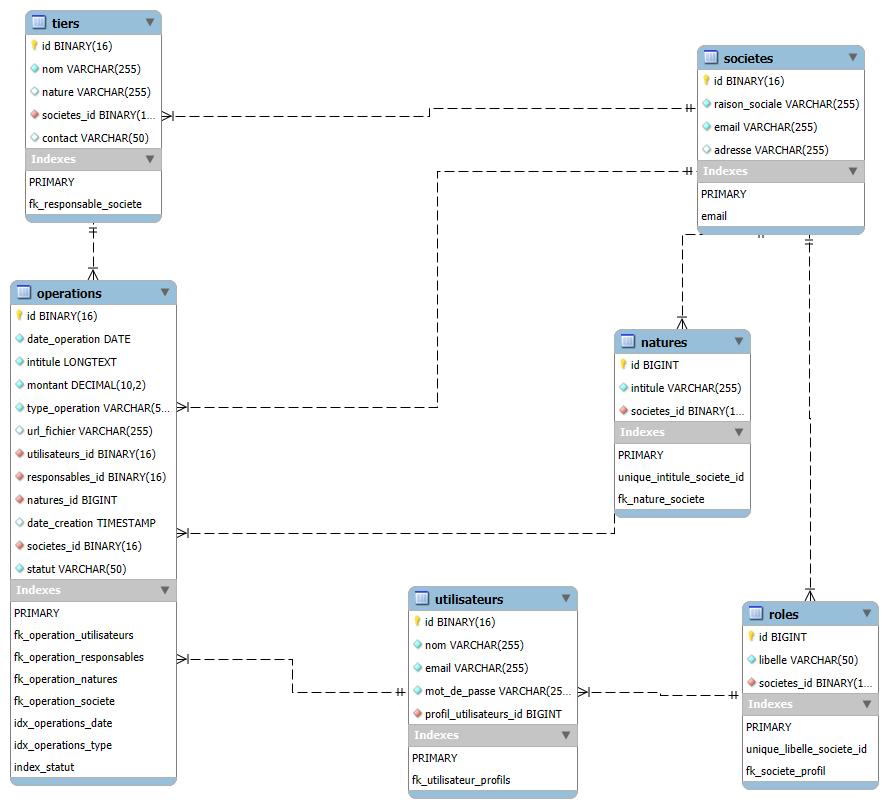 tiers
id BINARY(16)
nom VARCHAR(255)
nature VARCHAR(255)
societes_id BINARY(1...
contact VARCHAR(50)
Indexes
PRIMARY
fk_responsable_societe
societes
id BINARY(16)
raison_sociale VARCHAR(255)
email VARCHAR(255)
adresse VARCHAR(255)
Indexes
PRIMARY
email
operations
id BINARY(16)
date_operation DATE
intitule LONGTEXT
montant DECIMAL(10,2)
type_operation VARCHAR(5...
url_fichier VARCHAR(255)
utilisateurs_id BINARY(16)
responsables_id BINARY(16)
natures_id BIGINT
date_creation TIMESTAMP
societes_id BINARY(16)
statut VARCHAR(50)
Indexes
PRIMARY
fk_operation_utilisateurs
fk_operation_responsables
fk_operation_natures
fk_operation_societe
idx_operations_date
idx_operations_type
index_statut
natures
id BIGINT
intitule VARCHAR(255)
societes_id BINARY(1...
Indexes
PRIMARY
unique_intitule_societe_id
fk_nature_societe
utilisateurs
id BINARY(16)
nom VARCHAR(255)
email VARCHAR(255)
mot_de_passe VARCHAR(25...
profil_utilisateurs_id BIGINT
Indexes
PRIMARY
fk_utilisateur_profils
roles
id BIGINT
libelle VARCHAR(50)
societes_id BINARY(1...
Indexes
PRIMARY
unique_libelle_societe_id
fk_societe_profil